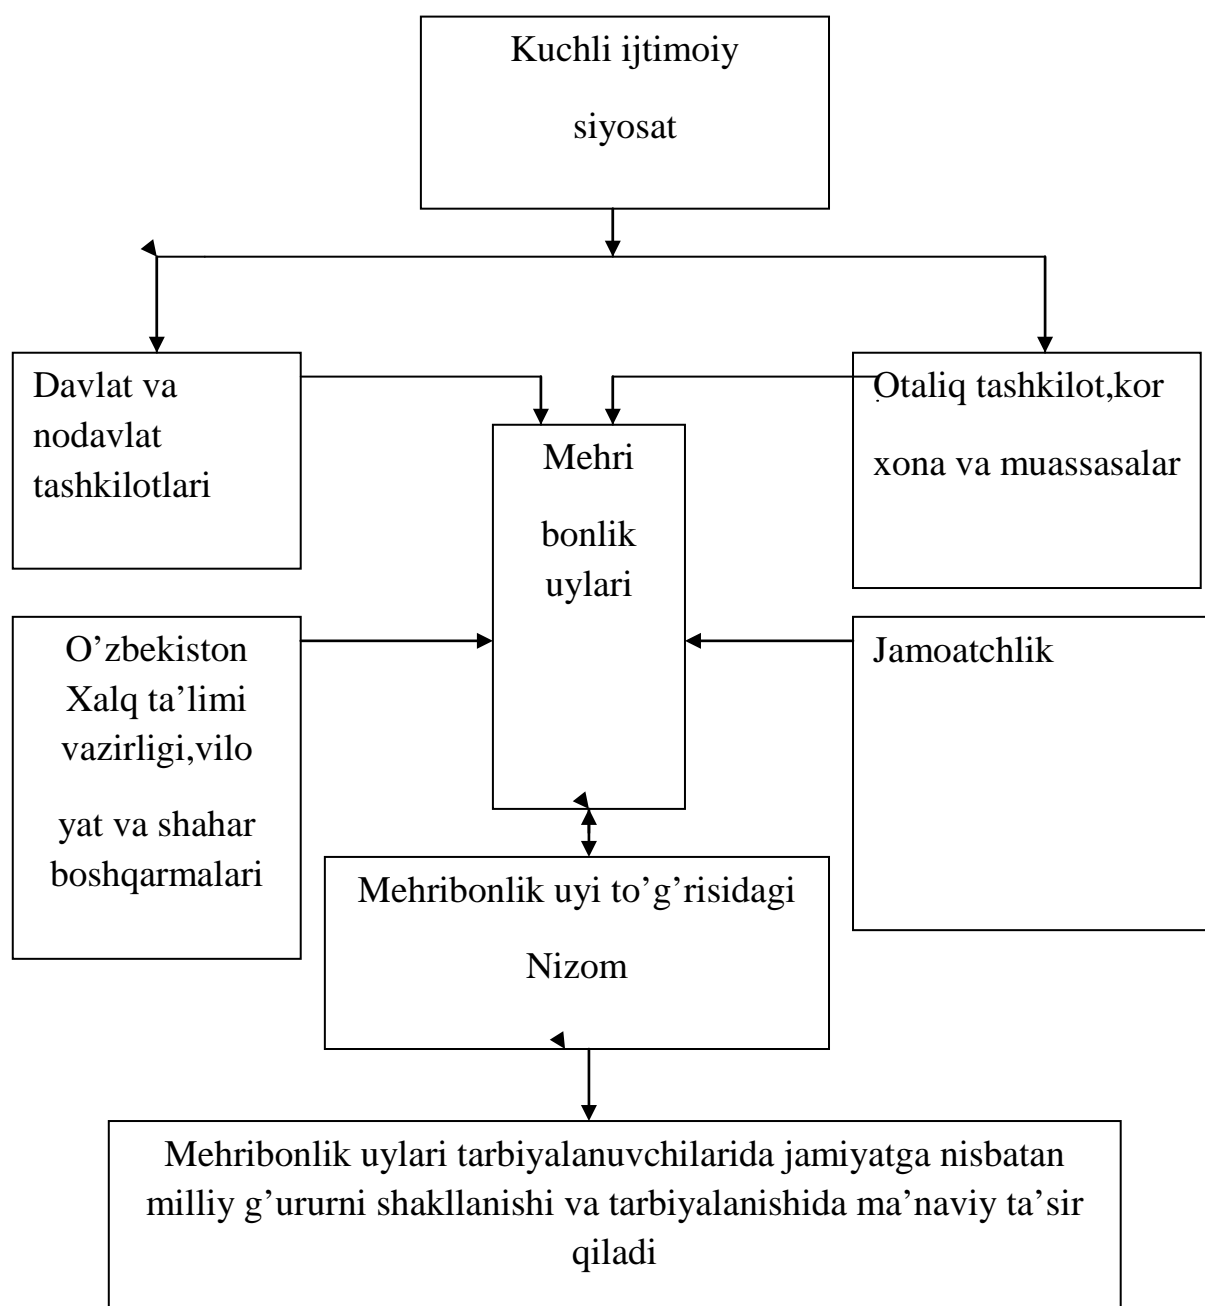 Kuchli ijtimoiy
siyosat
Davlat va
nodavlat
tashkilotlari
Mehri
bonlik
uylari
Otaliq tashkilot,kor
xona va muassasalar
O’zbekiston
Xalq ta’limi
vazirligi,vilo
yat va shahar
boshqarmalari
Jamoatchlik
Mehribonlik uyi to’g’risidagi
Nizom
Mehribonlik uylari tarbiyalanuvchilarida jamiyatga nisbatan
milliy g’ururni shakllanishi va tarbiyalanishida ma’naviy ta’sir
qiladi